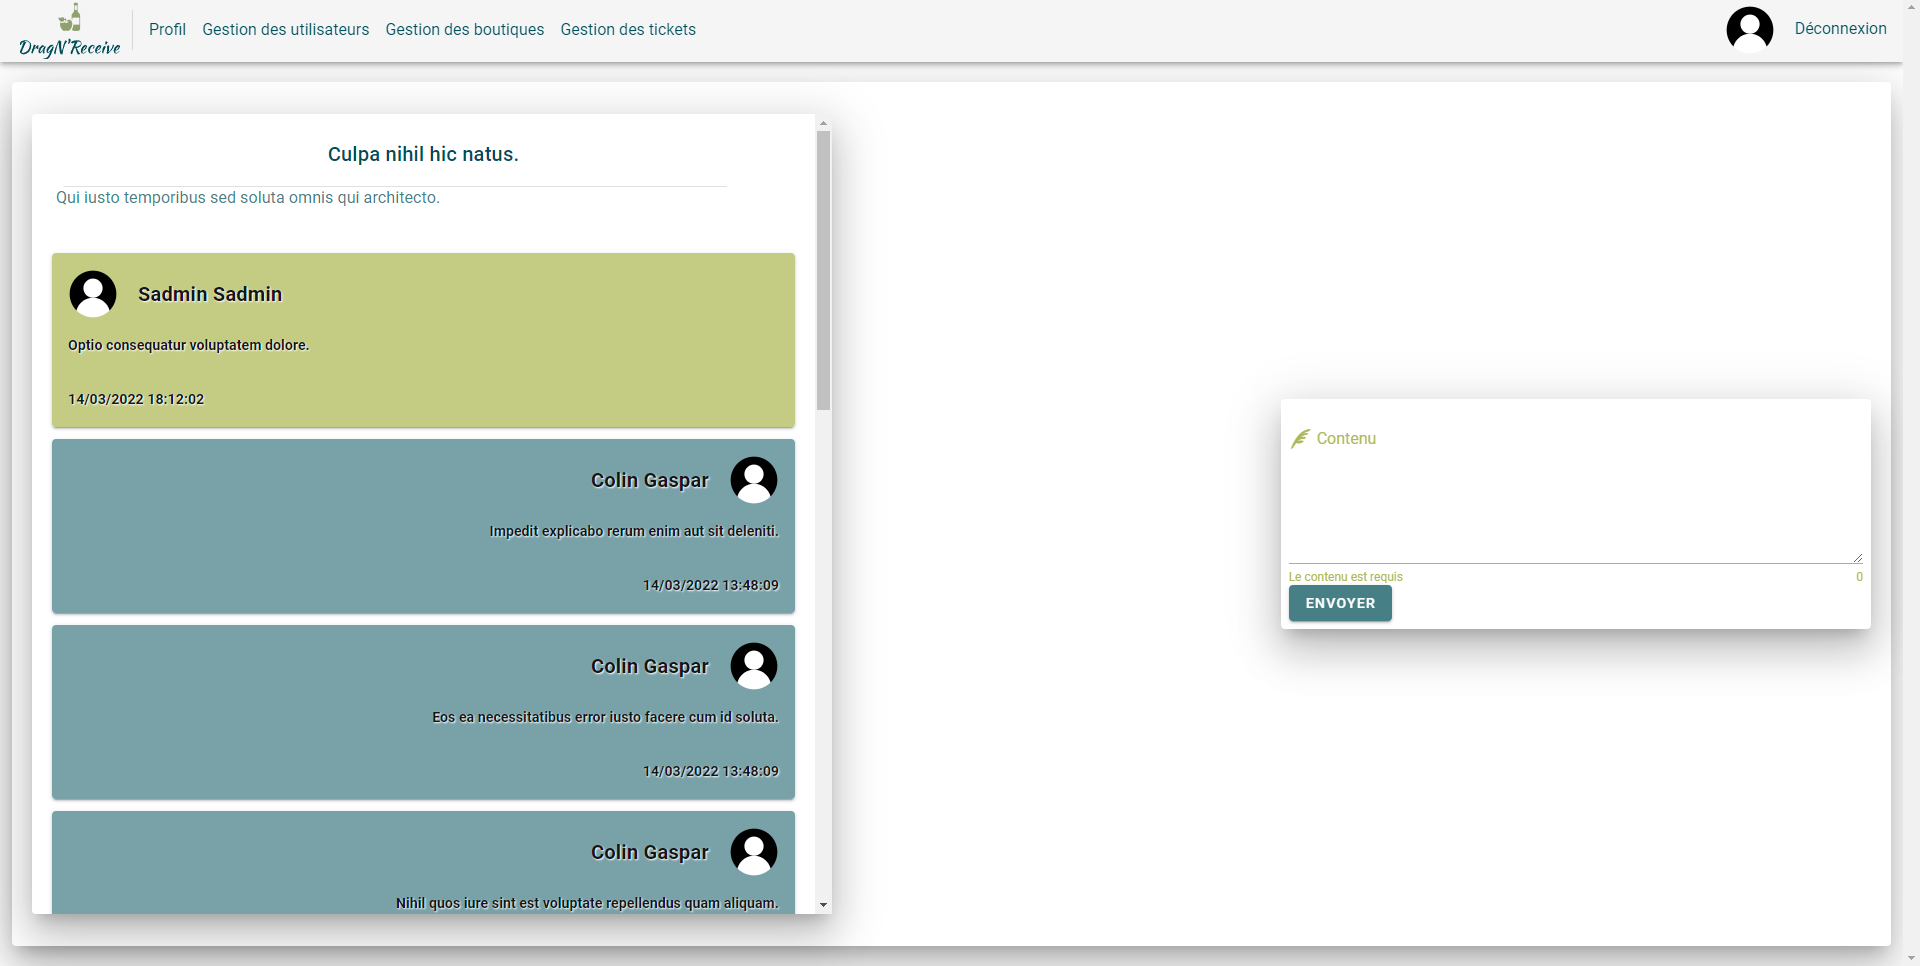 DragN'Receive
Profil Gestion des utilisateurs Gestion des boutiques Gestion des tickets Déconnexion
Culpa nihil hic natus.
Qui iusto temporibus sed soluta omnis qui architecto.
Sadmin Sadmin
Optio consequatur voluptatem dolore.
14/03/2022 18:12:02
Colin Gaspar
Impedit explicabo rerum enim aut sit deleniti.
14/03/2022 13:48:09
Colin Gaspar
Eos ea necessitatibus error iusto facere cum id soluta.
14/03/2022 13:48:09
Colin Gaspar
Nihil quos iure sint est voluptate repellendus quam aliquam.
Contenu
Le contenu est requis 0
ENVOYER